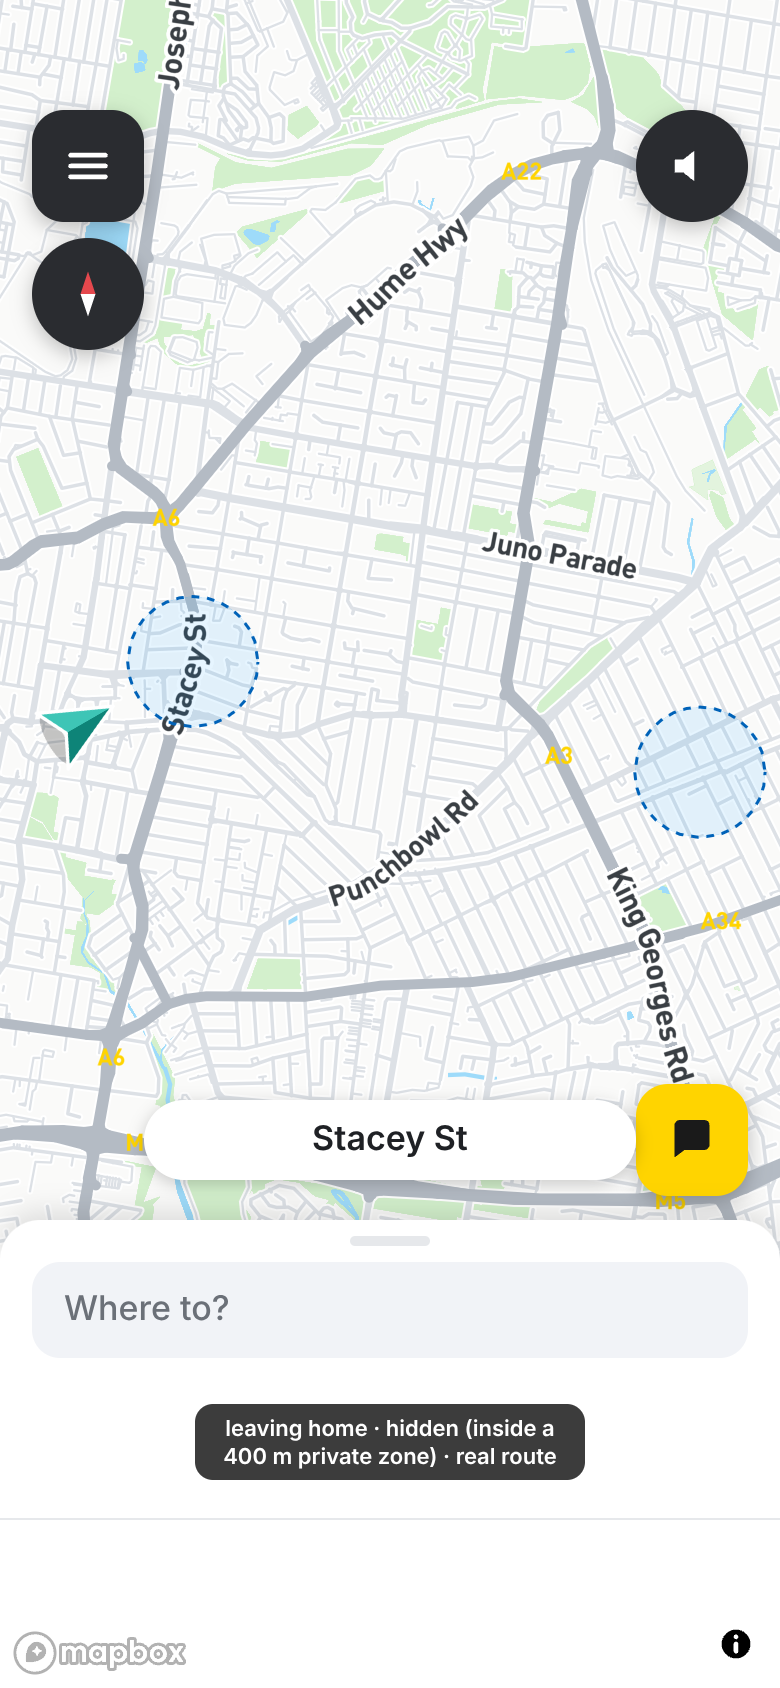 Joseph
A22
Hume Hwy
A6
Juno Parade
Stacey St
A3
Punchbowl Rd
King Georges Rd
A34
A6
M5
Stacey St
Where to?
leaving home · hidden (inside a
400 m private zone) · real route
mapbox